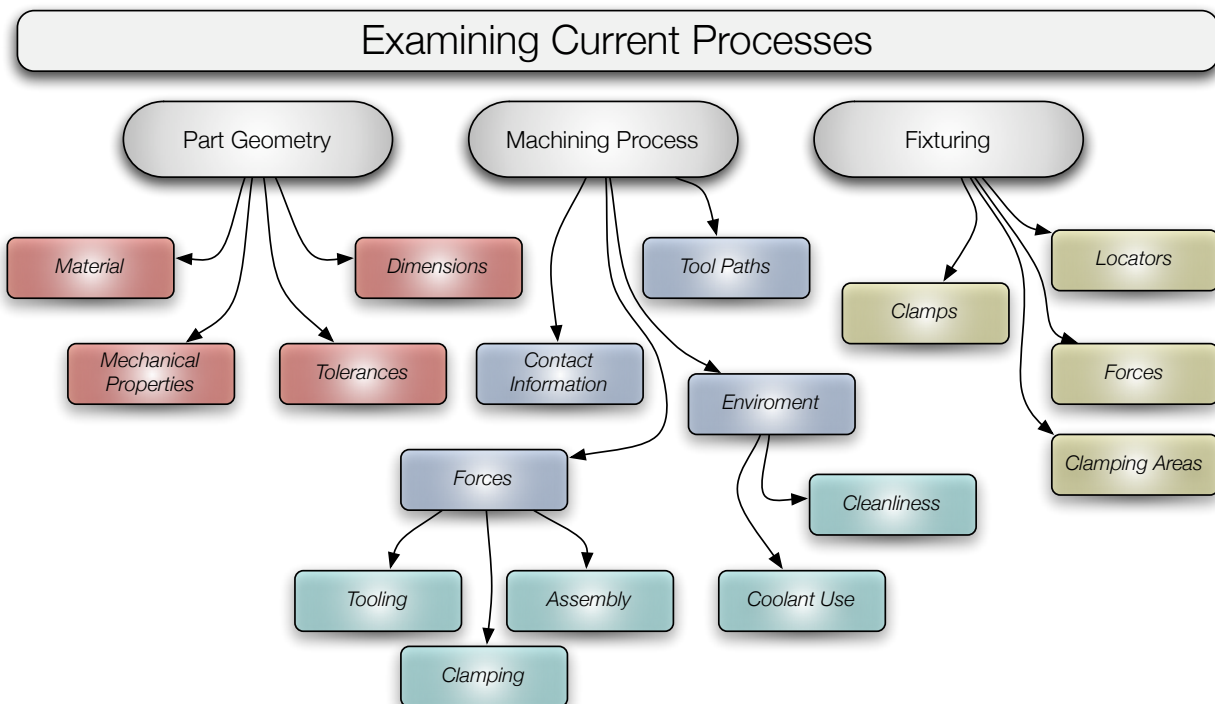 Examining Current Processes
Part Geometry
Machining Process
Fixturing
Material
Dimensions
Tool Paths
Locators
Clamps
Mechanical
Properties
Tolerances
Contact
Information
Enviroment
Forces
Clamping Areas
Forces
Cleanliness
Tooling
Assembly
Coolant Use
Clamping